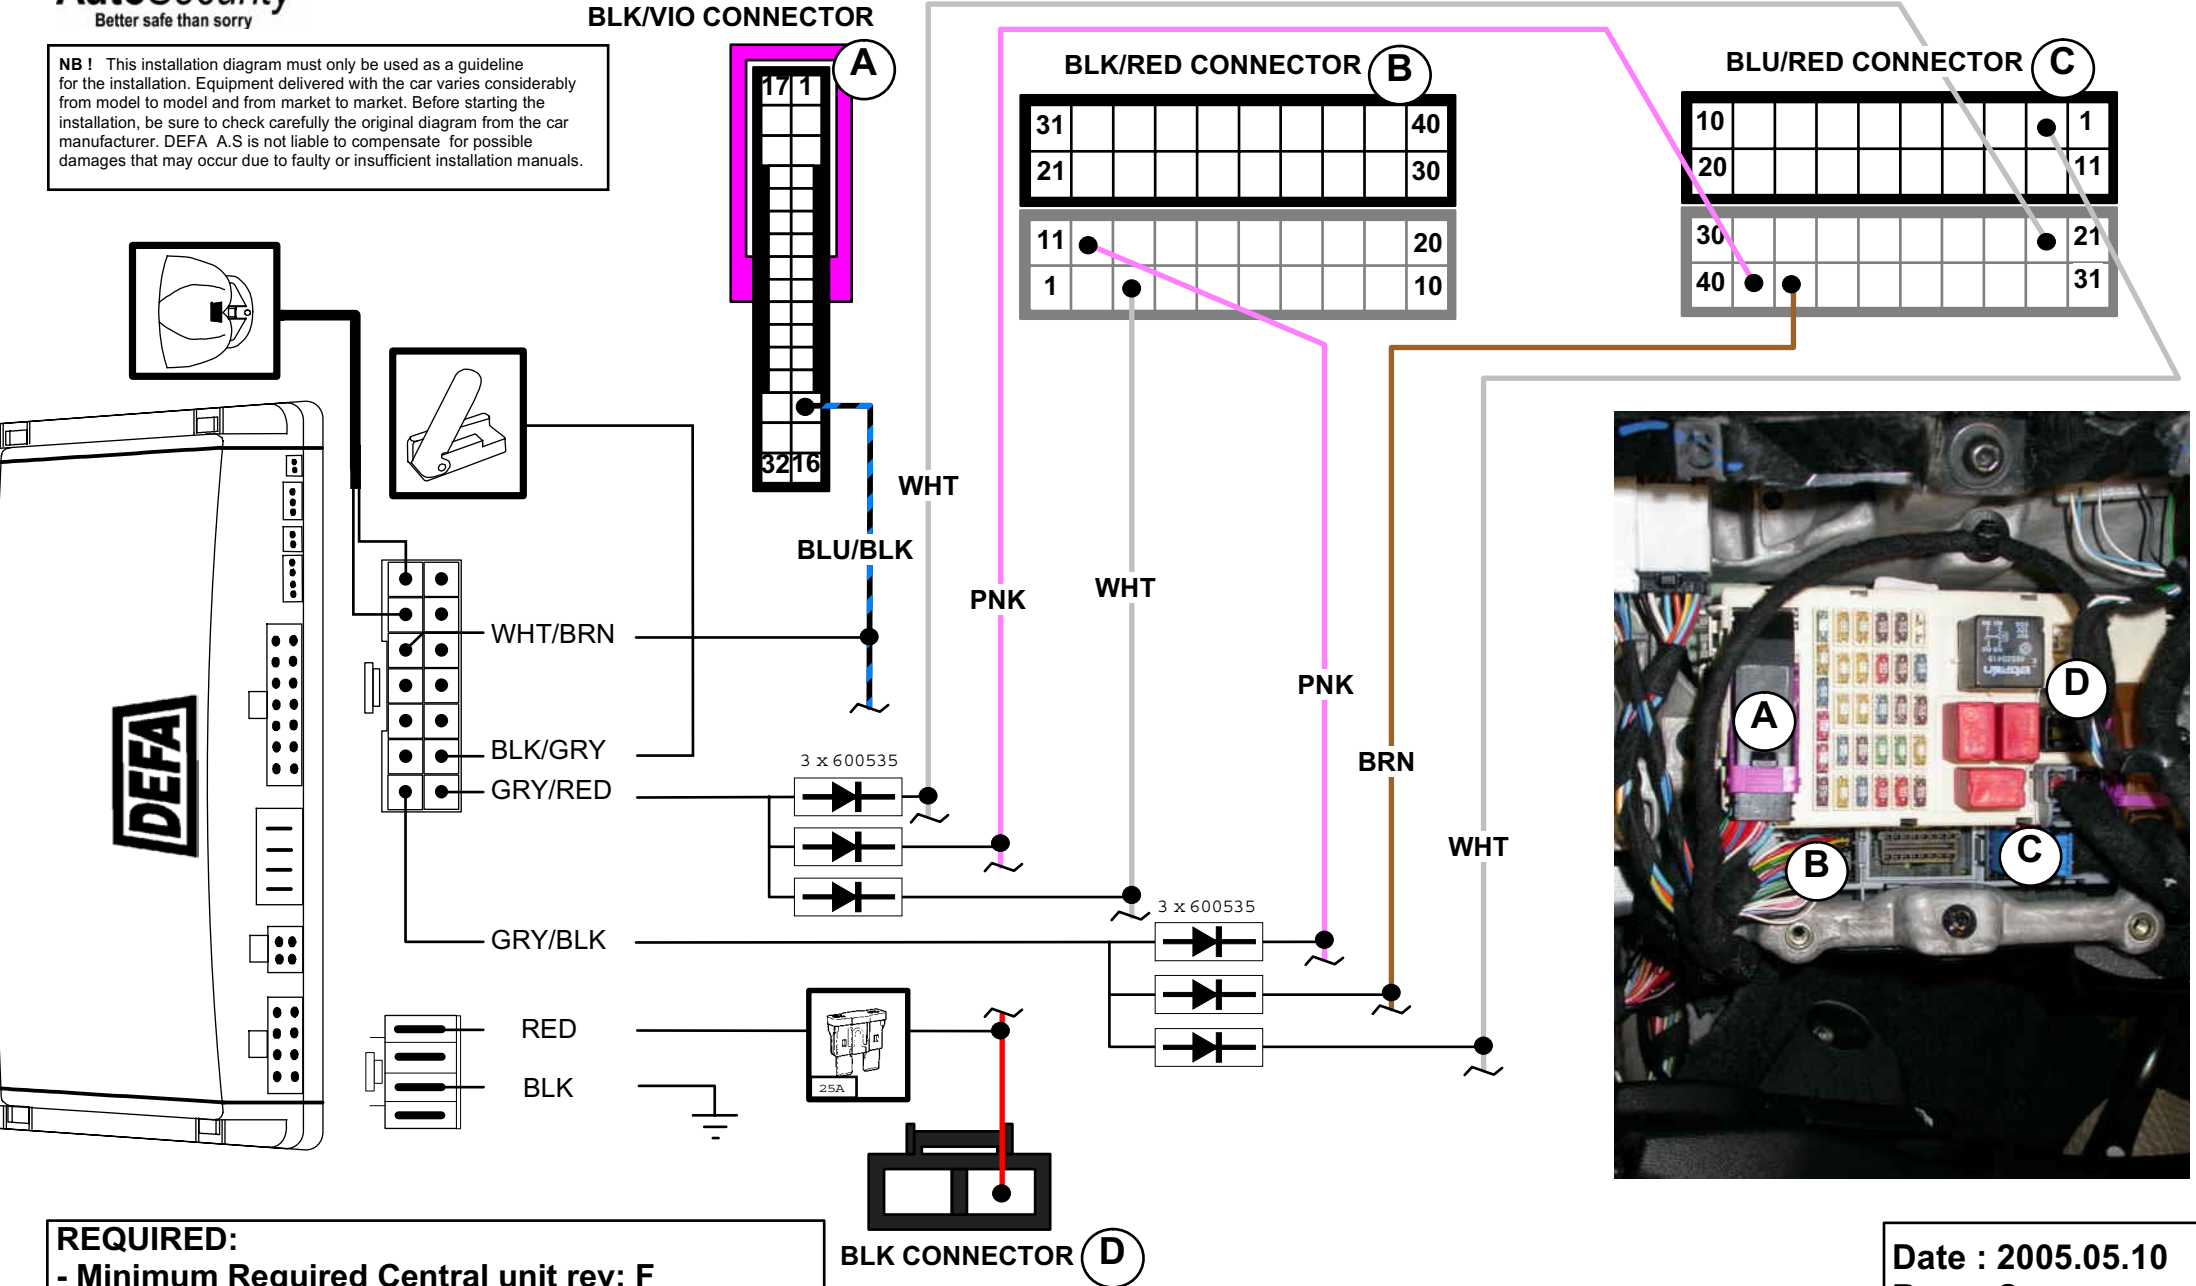 AutoSecurity
Better safe than sorry
NB ! This installation diagram must only be used as a guideline
for the installation. Equipment delivered with the car varies considerably
from model to model and from market to market. Before starting the
installation, be sure to check carefully the original diagram from the car
manufacturer. DEFA A.S is not liable to compensate for possible
damages that may occur due to faulty or insufficient installation manuals.
BLK/VIO CONNECTOR
A
17 1
32 16
BLK/RED CONNECTOR B
31 40
21 30
11 20
1 10
BLU/RED CONNECTOR C
10 1
20 11
30 21
40 31
WHT
BLU/BLK
PNK
WHT
PNK
BRN
WHT
DEFA
WHT/BRN
BLK/GRY
GRY/RED
3 x 600535
GRY/BLK
3 x 600535
RED
BLK
25A
BLK CONNECTOR D
A
B
C
D
REQUIRED:
- Minimum Required Central unit rev: F
Date : 2005.05.10